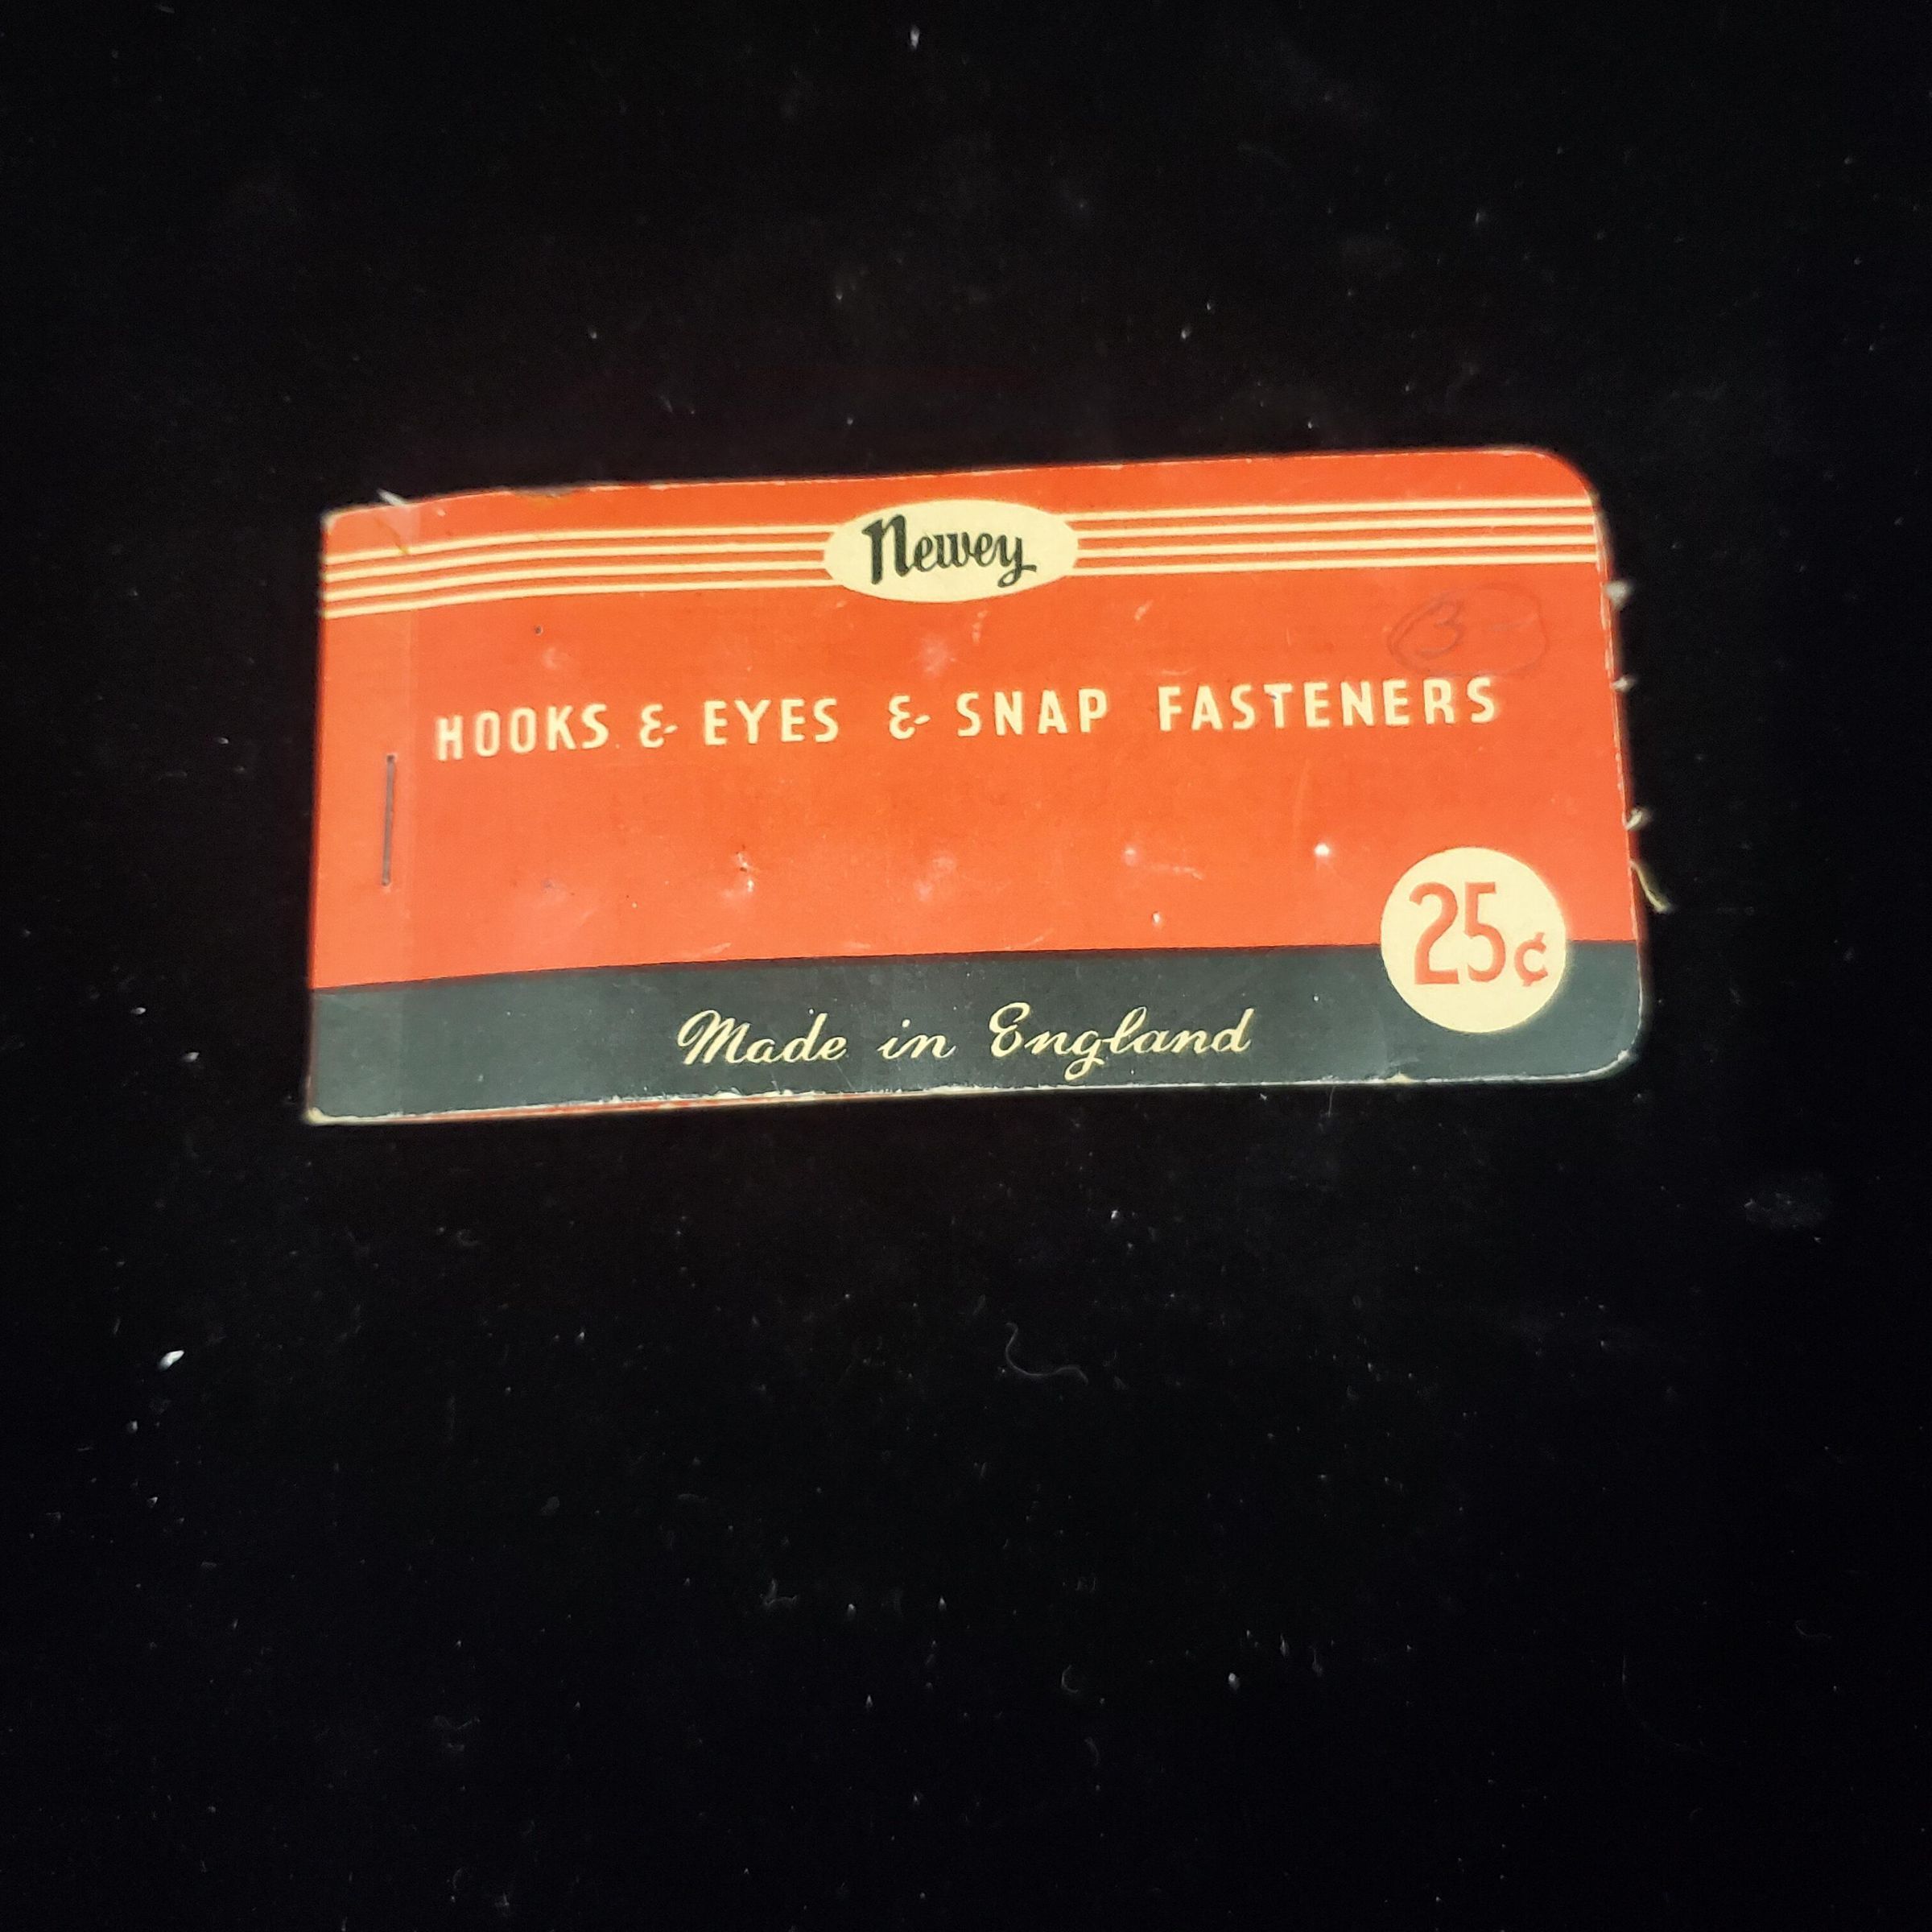 Newey
HOOKS & EYES & SNAP FASTENERS
25¢
Made in England